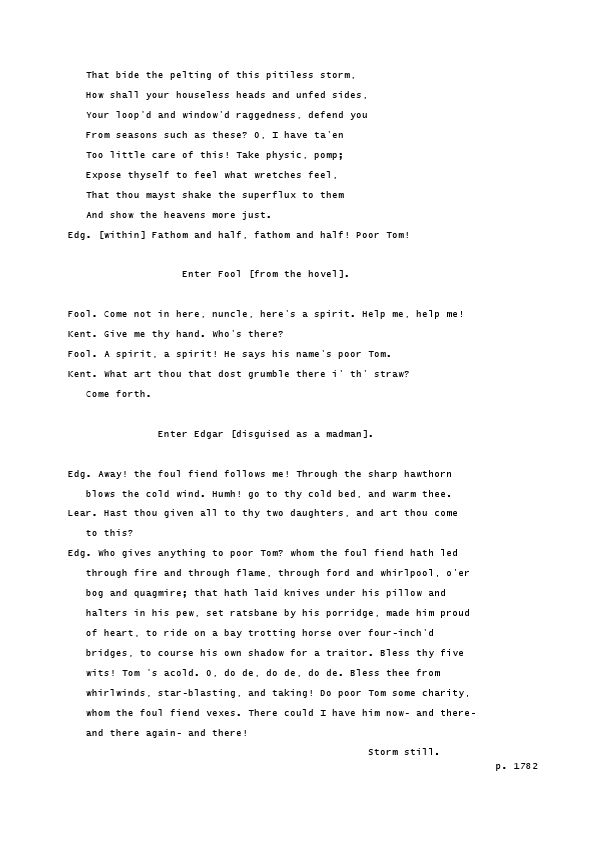 That bide the pelting of this pitiless storm,
How shall your houseless heads and unfed sides,
Your loop'd and window'd raggedness, defend you
From seasons such as these? O, I have ta'en
Too little care of this! Take physic, pomp;
Expose thyself to feel what wretches feel,
That thou mayst shake the superflux to them
And show the heavens more just.
Edg. [within] Fathom and half, fathom and half! Poor Tom!
Enter Fool [from the hovel].
Fool. Come not in here, nuncle, here's a spirit. Help me, help me!
Kent. Give me thy hand. Who's there?
Fool. A spirit, a spirit! He says his name's poor Tom.
Kent. What art thou that dost grumble there i' th' straw?
Come forth.
Enter Edgar [disguised as a madman].
Edg. Away! the foul fiend follows me! Through the sharp hawthorn
blows the cold wind. Humh! go to thy cold bed, and warm thee.
Lear. Hast thou given all to thy two daughters, and art thou come
to this?
Edg. Who gives anything to poor Tom? whom the foul fiend hath led
through fire and through flame, through ford and whirlpool, o'er
bog and quagmire; that hath laid knives under his pillow and
halters in his pew, set ratsbane by his porridge, made him proud
of heart, to ride on a bay trotting horse over four-inch'd
bridges, to course his own shadow for a traitor. Bless thy five
wits! Tom 's acold. O, do de, do de, do de. Bless thee from
whirlwinds, star-blasting, and taking! Do poor Tom some charity,
whom the foul fiend vexes. There could I have him now- and there-
and there again- and there!
Storm still.
p. 1782